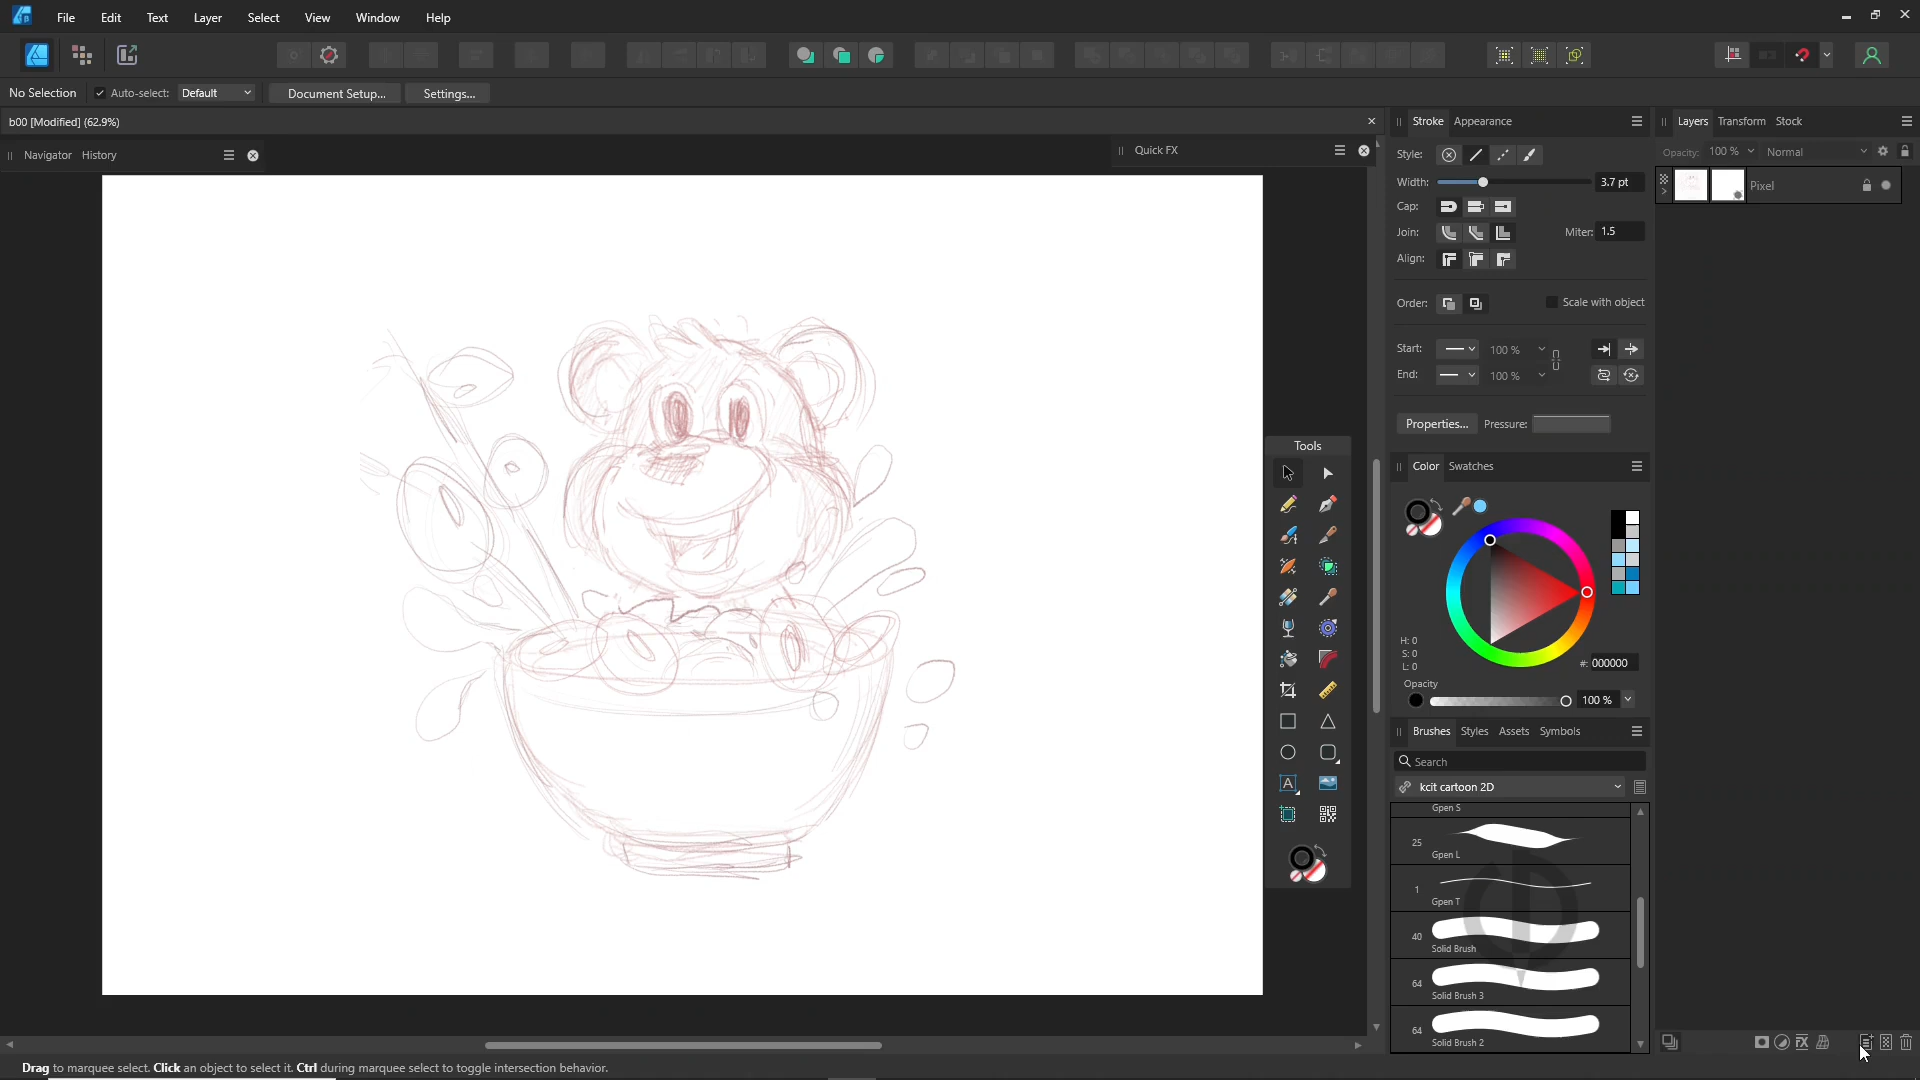 File Edit Text Layer Select View Window Help
No Selection Auto-select: Default Document Setup... Settings...
b00 [Modified] (62.9%)
Navigator History
Quick FX
Tools
Stroke Appearance
Style:
Width: 3.7 pt
Cap:
Join: Miter: 1.5
Align:
Order: Scale with object
Start: 100 %
End: 100 %
Properties... Pressure:
Color Swatches
H: 0
S: 0
L: 0
#: 000000
Opacity
100 %
Brushes Styles Assets Symbols
Search
kcit cartoon 2D
Gpen S
25
Gpen L
1
Gpen T
40
Solid Brush
64
Solid Brush 3
64
Solid Brush 2
Layers Transform Stock
Opacity: 100 % Normal
Pixel
Drag to marquee select. Click an object to select it. Ctrl during marquee select to toggle intersection behavior.